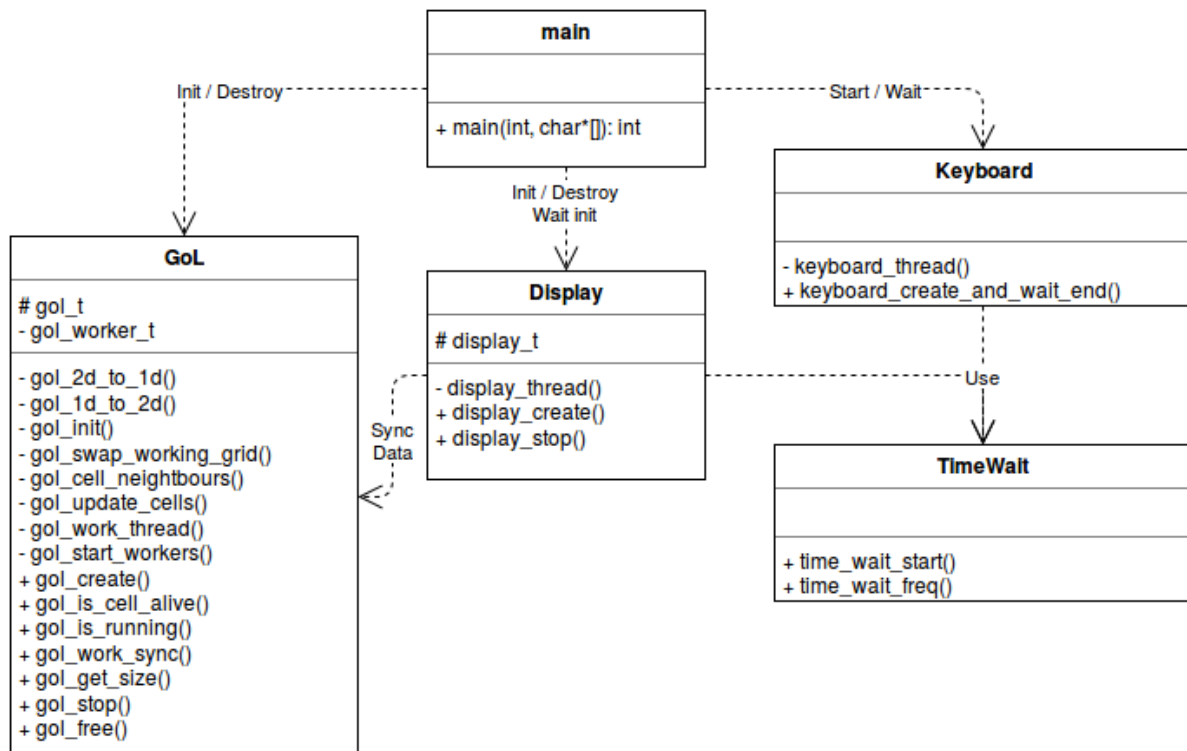 main
+ main(int, char*[]): int
Init / Destroy
Start / Wait
Init / Destroy
Wait init
Keyboard
- keyboard_thread()
+ keyboard_create_and_wait_end()
GoL
# gol_t
- gol_worker_t
- gol_2d_to_1d()
- gol_1d_to_2d()
- gol_init()
- gol_swap_working_grid()
- gol_cell_neightbours()
- gol_update_cells()
- gol_work_thread()
- gol_start_workers()
+ gol_create()
+ gol_is_cell_alive()
+ gol_is_running()
+ gol_work_sync()
+ gol_get_size()
+ gol_stop()
+ gol_free()
Display
# display_t
- display_thread()
+ display_create()
+ display_stop()
Sync
Data
Use
TimeWait
+ time_wait_start()
+ time_wait_freq()